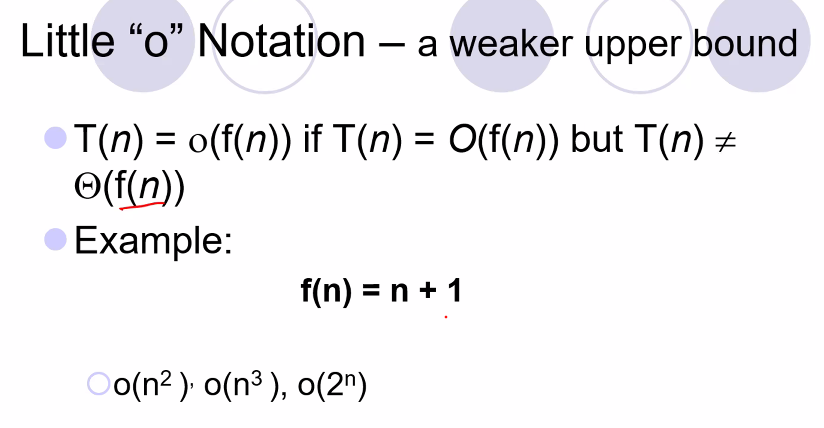 Little “o” Notation – a weaker upper bound
T(n) = o(f(n)) if T(n) = O(f(n)) but T(n) ≠
Θ(f(n))
Example:
f(n) = n + 1
o(n² ), o(n³ ), o(2ⁿ)